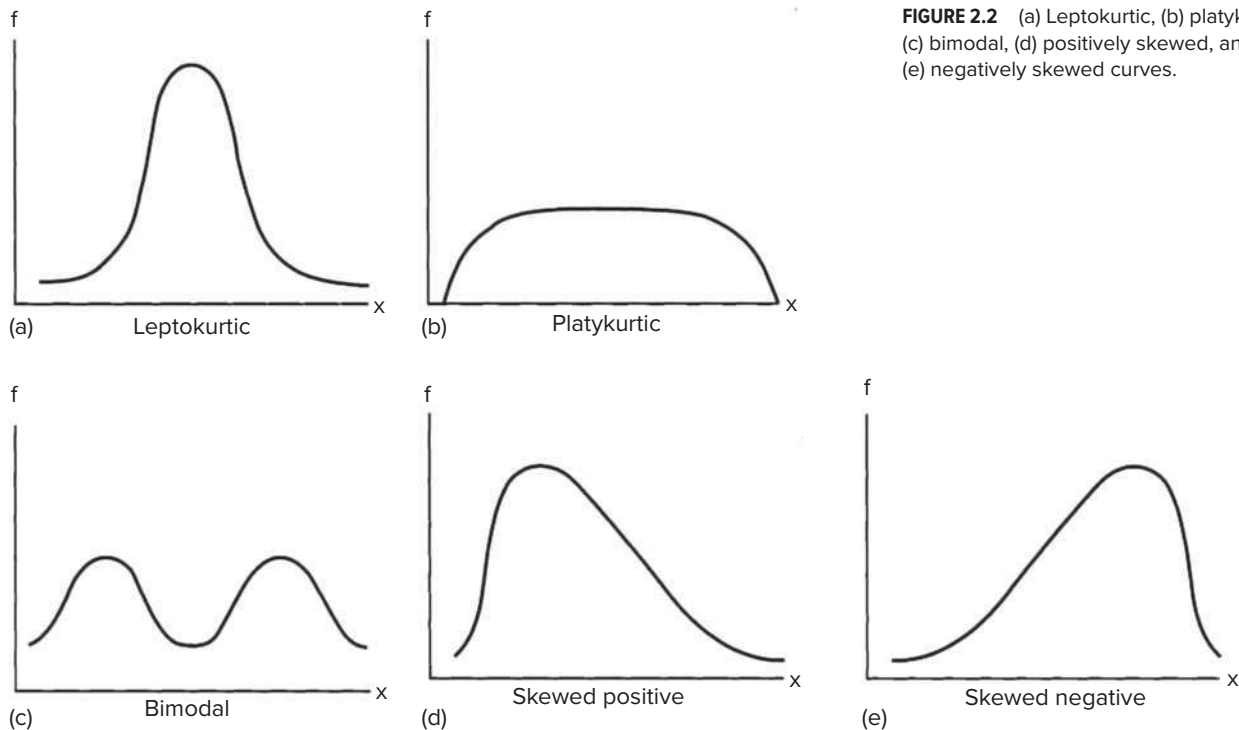 FIGURE 2.2 (a) Leptokurtic, (b) platyk
(c) bimodal, (d) positively skewed, an
(e) negatively skewed curves.
f
x
(a)
Leptokurtic
f
x
(b)
Platykurtic
f
x
(c)
Bimodal
f
x
(d)
Skewed positive
f
x
(e)
Skewed negative